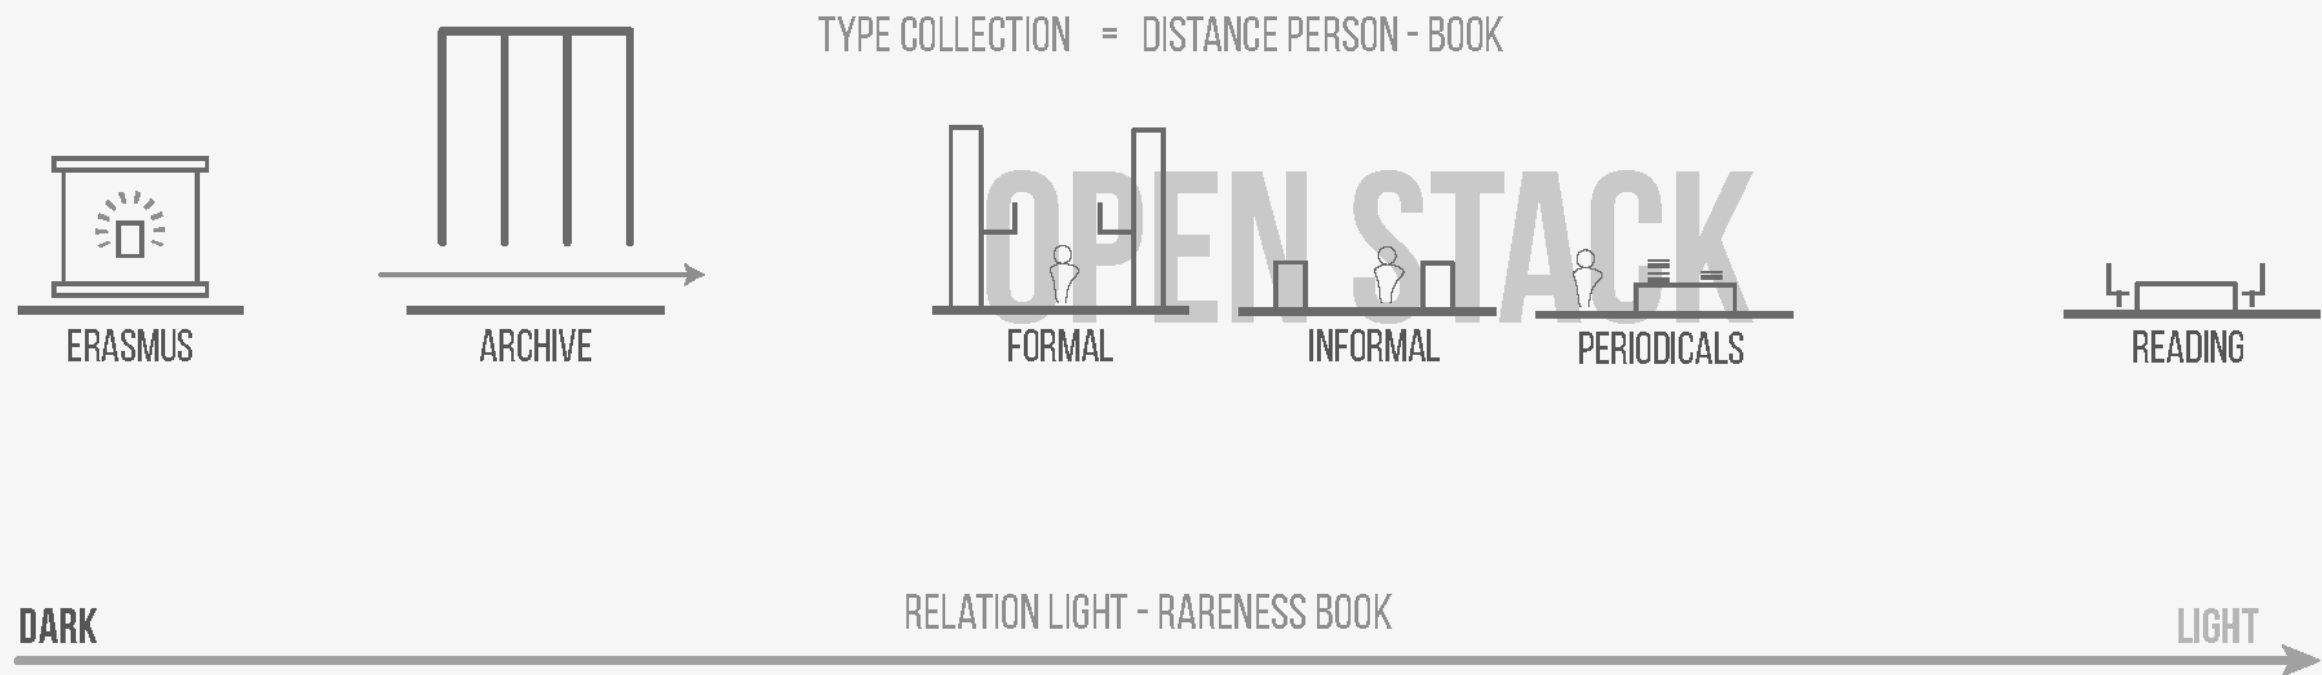 TYPE COLLECTION = DISTANCE PERSON - BOOK
OPEN STACK
ERASMUS
ARCHIVE
FORMAL
INFORMAL
PERIODICALS
READING
RELATION LIGHT - RARENESS BOOK
DARK
LIGHT